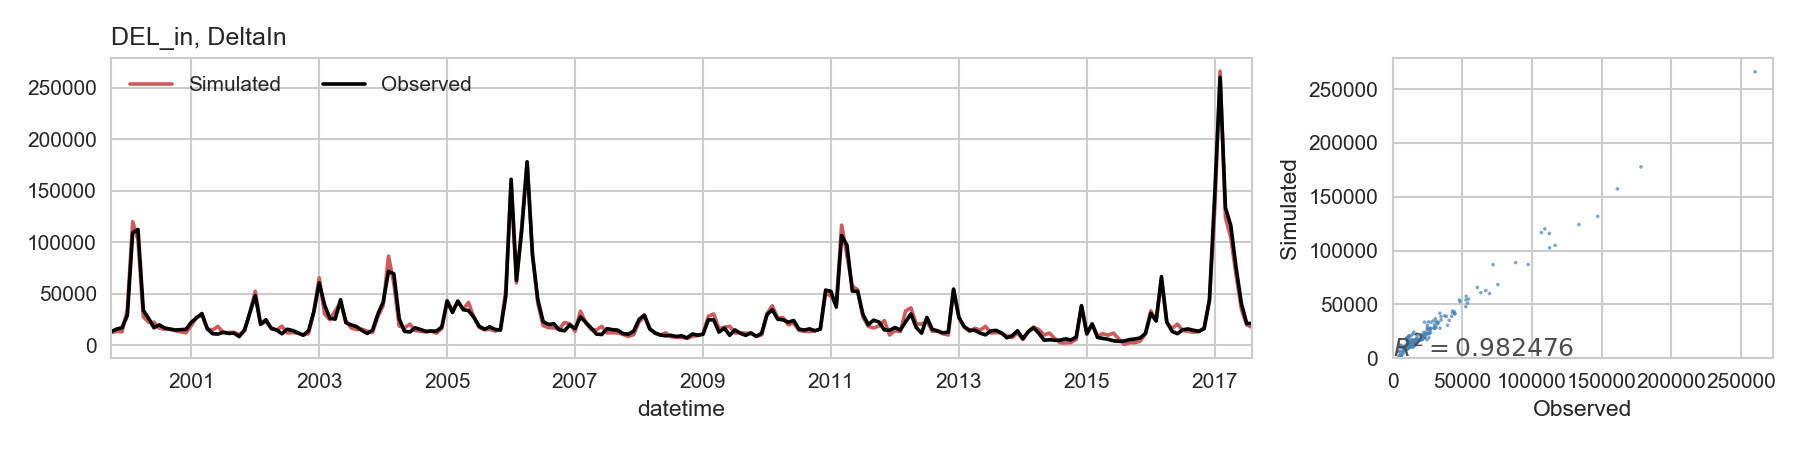 DEL_in, DeltaIn
Simulated Observed
250000
200000
150000
100000
50000
0
2001 2003 2005 2007 2009 2011 2013 2015 2017
datetime
250000
200000
150000
100000
50000
0
Simulated
R² = 0.982476
0 50000 100000 150000 200000 250000
Observed